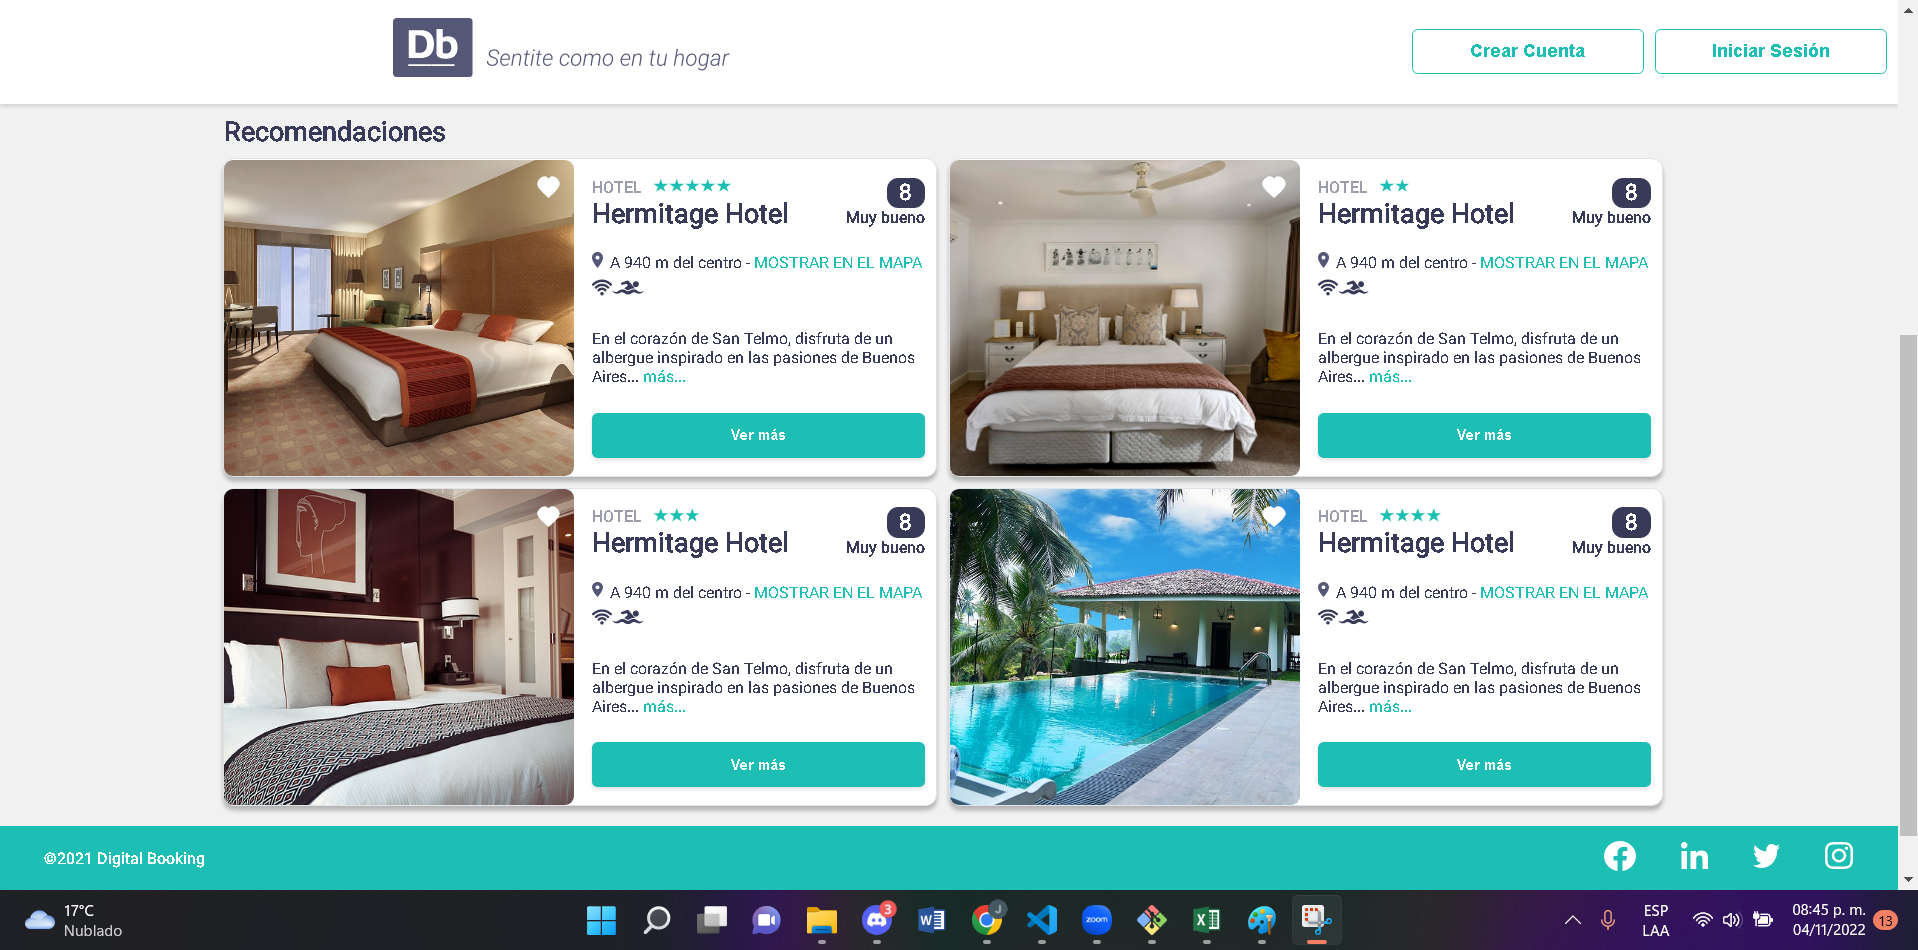 Db
Sentite como en tu hogar
Crear Cuenta
Iniciar Sesión
Recomendaciones
HOTEL
8
Hermitage Hotel
Muy bueno
A 940 m del centro - MOSTRAR EN EL MAPA
En el corazón de San Telmo, disfruta de un
albergue inspirado en las pasiones de Buenos
Aires... más...
Ver más
HOTEL
8
Hermitage Hotel
Muy bueno
A 940 m del centro - MOSTRAR EN EL MAPA
En el corazón de San Telmo, disfruta de un
albergue inspirado en las pasiones de Buenos
Aires... más...
Ver más
HOTEL
8
Hermitage Hotel
Muy bueno
A 940 m del centro - MOSTRAR EN EL MAPA
En el corazón de San Telmo, disfruta de un
albergue inspirado en las pasiones de Buenos
Aires... más...
Ver más
HOTEL
8
Hermitage Hotel
Muy bueno
A 940 m del centro - MOSTRAR EN EL MAPA
En el corazón de San Telmo, disfruta de un
albergue inspirado en las pasiones de Buenos
Aires... más...
Ver más
©2021 Digital Booking
17°C
Nublado
3
W
J
zoom
X
ESP
LAA
08:45 p. m.
04/11/2022
13